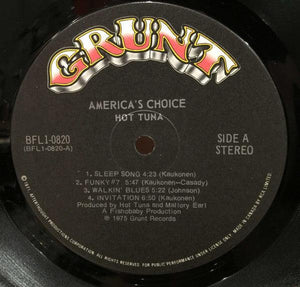 GRUNT
AMERICA'S CHOICE
HOT TUNA
BFL1-0820
(BFL1-0820-A)
SIDE A
STEREO
1. SLEEP SONG 4:23 (Kaukonen)
2. FUNKY #7 5:47 (Kaukonen-Casady)
3. WALKIN' BLUES 5:22 (Johnson)
4. INVITATION 6:50 (Kaukonen)
Produced by Hot Tuna and Mallory Earl
A Fishobaby Production
℗ 1975 Grunt Records